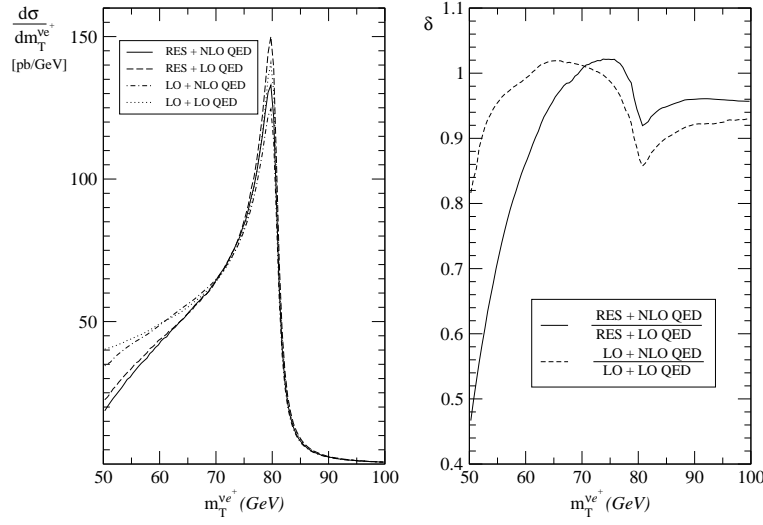 dσ
dm_T^{νe⁺}
[pb/GeV]
RES + NLO QED
RES + LO QED
LO + NLO QED
LO + LO QED
150
100
50
50 60 70 80 90 100
m_T^{νe⁺} (GeV)
δ
1.1
1
0.9
0.8
0.7
0.6
0.5
0.4
RES + NLO QED
RES + LO QED
LO + NLO QED
LO + LO QED
50 60 70 80 90 100
m_T^{νe⁺} (GeV)